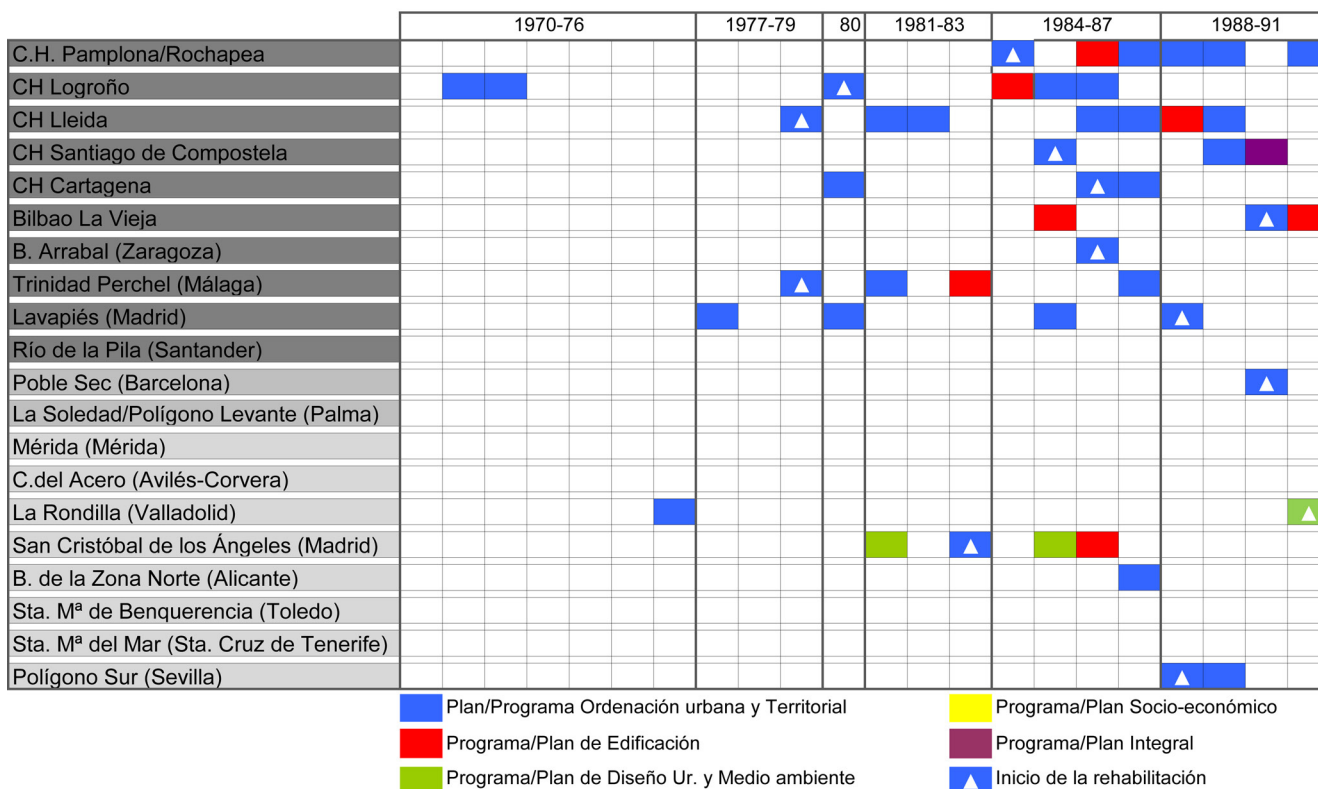 1970-76 1977-79 80 1981-83 1984-87 1988-91
C.H. Pamplona/Rochapea
CH Logroño
CH Lleida
CH Santiago de Compostela
CH Cartagena
Bilbao La Vieja
B. Arrabal (Zaragoza)
Trinidad Perchel (Málaga)
Lavapiés (Madrid)
Río de la Pila (Santander)
Poble Sec (Barcelona)
La Soledad/Polígono Levante (Palma)
Mérida (Mérida)
C.del Acero (Avilés-Corvera)
La Rondilla (Valladolid)
San Cristóbal de los Ángeles (Madrid)
B. de la Zona Norte (Alicante)
Sta. Mª de Benquerencia (Toledo)
Sta. Mª del Mar (Sta. Cruz de Tenerife)
Polígono Sur (Sevilla)
Plan/Programa Ordenación urbana y Territorial
Programa/Plan Socio-económico
Programa/Plan de Edificación
Programa/Plan Integral
Programa/Plan de Diseño Ur. y Medio ambiente
Inicio de la rehabilitación